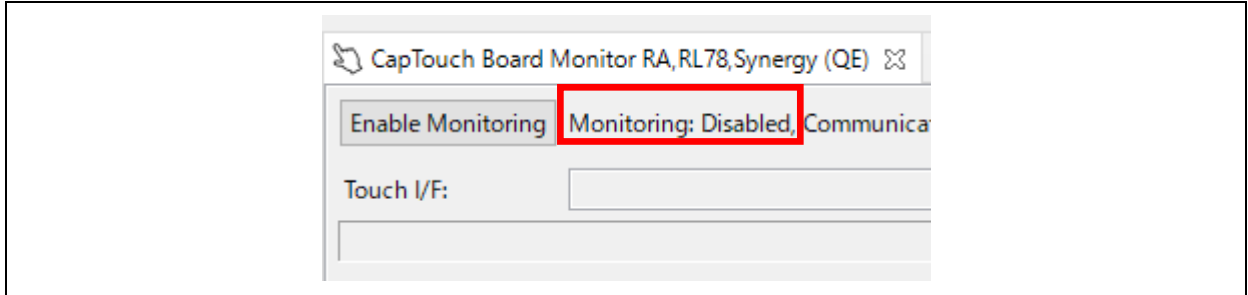 CapTouch Board Monitor RA,RL78,Synergy (QE)
Enable Monitoring Monitoring: Disabled,
Touch I/F: